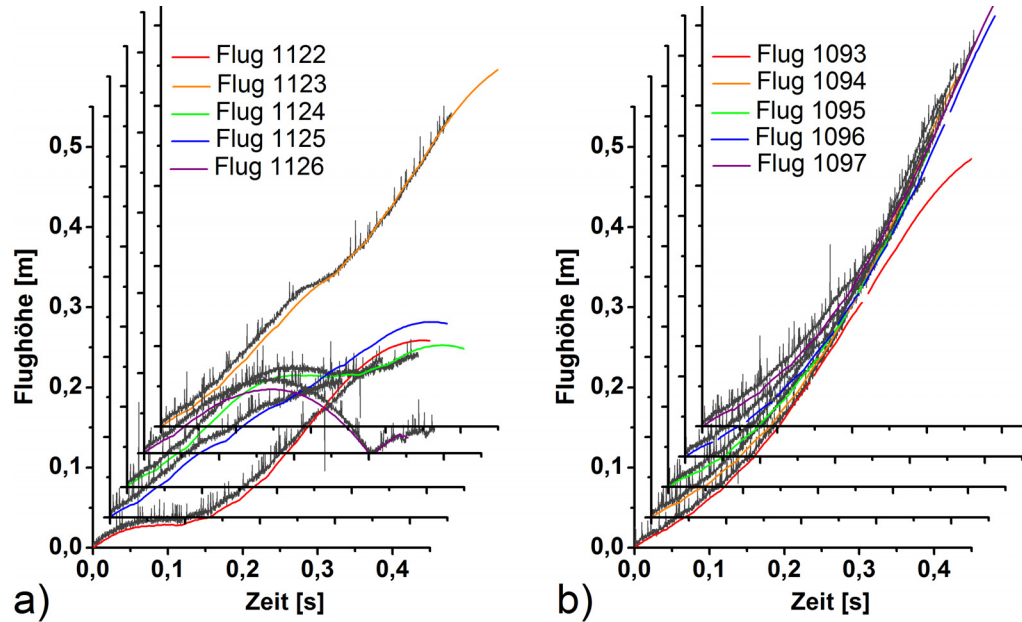 Flug 1122
Flug 1123
Flug 1124
Flug 1125
Flug 1126
Flughöhe [m]
0,5
0,4
0,3
0,2
0,1
0,0
0,0 0,1 0,2 0,3 0,4
Zeit [s]
a)
Flug 1093
Flug 1094
Flug 1095
Flug 1096
Flug 1097
Flughöhe [m]
0,5
0,4
0,3
0,2
0,1
0,0
0,0 0,1 0,2 0,3 0,4
Zeit [s]
b)